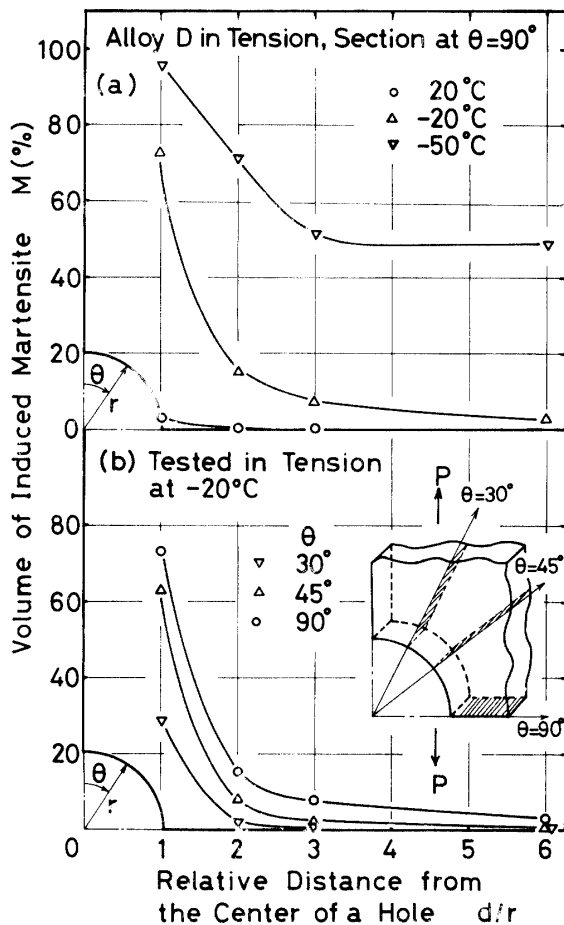 Alloy D in Tension, Section at θ=90°
(a)
○ 20°C
△ -20°C
▽ -50°C
100
80
60
40
20
0
θ
r
Volume of Induced Martensite M(%)
(b) Tested in Tension
at -20°C
θ
▽ 30°
△ 45°
○ 90°
80
60
40
20
0
θ
r
P
θ=30°
θ=45°
θ=90°
P
1 2 3 4 5 6
Relative Distance from
the Center of a Hole d/r